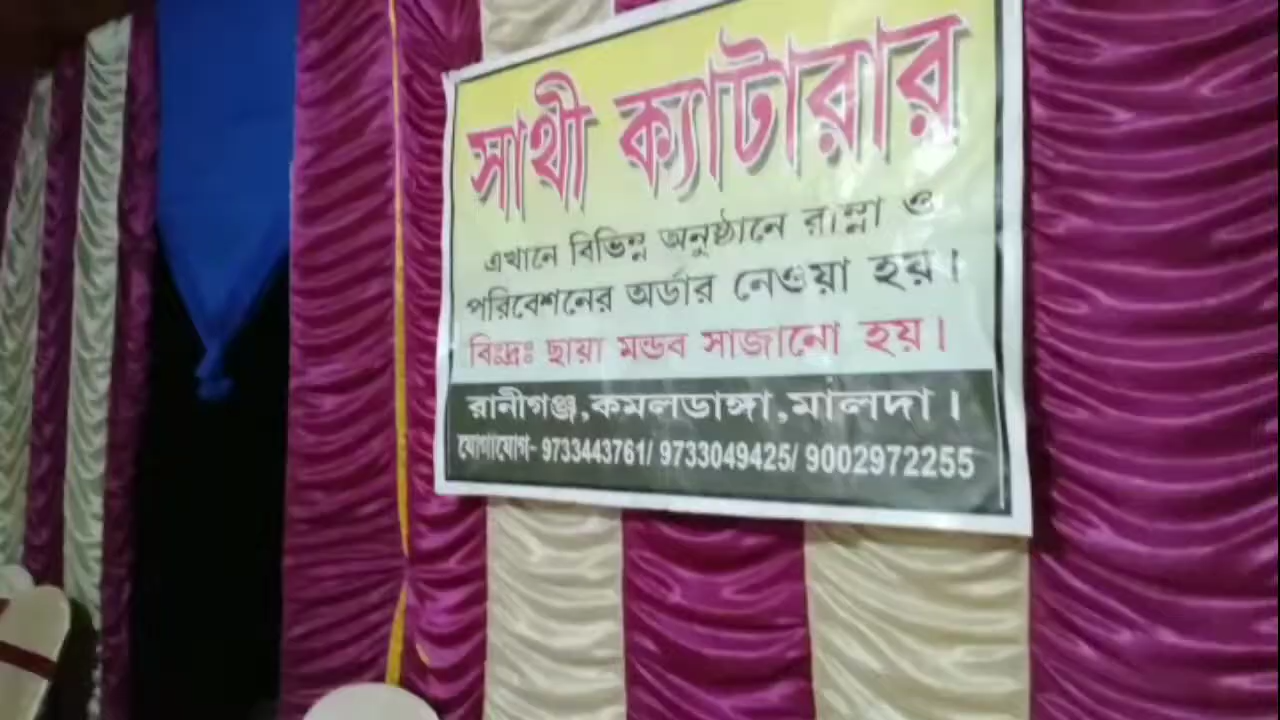 সাথী ক্যাটারার
এখানে বিভিন্ন অনুষ্ঠানে রান্না ও
পরিবেশনের অর্ডার নেওয়া হয়।
বিঃদ্রঃ ছায়া মন্ডব সাজানো হয়।
রানীগঞ্জ,কমলডাঙ্গা,মালদা।
যোগাযোগ- 9733443761/ 9733049425/ 9002972255